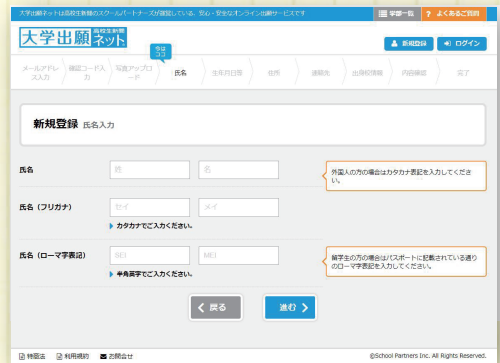 大学出願ネットは高校生新聞のスクールパートナーズが運営している、安心・安全なオンライン出願サービスです
学部一覧 ? よくあるご質問
大学出願 高校生新聞 ネット
新規登録 ログイン
今はココ
メールアドレス入力 確認コード入力 写真アップロード 氏名 生年月日等 住所 連絡先 出身校情報 内容確認 完了
新規登録 氏名入力
氏名 姓 名
外国人の方の場合はカタカナ表記を入力してください。
氏名（フリガナ） セイ メイ
カタカナでご入力ください。
氏名（ローマ字表記） SEI MEI
留学生の方の場合はパスポートに記載されている通りのローマ字表記を入力してください。
半角英字でご入力ください。
戻る 進む
特商法 利用規約 お問合せ ©School Partners Inc. All Rights Reserved.